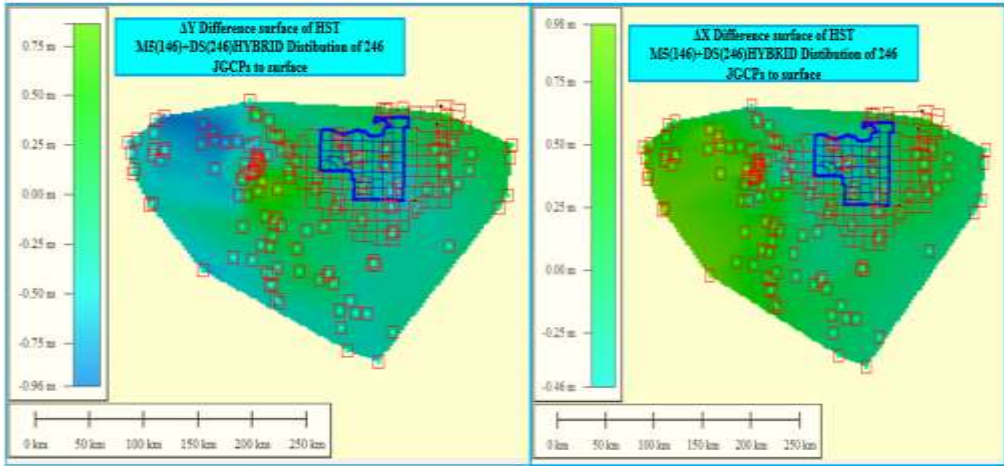 ΔY Difference surface of HST
M5(146)+DS(246)HYBRID Distibution of 246
JGCPs to surface
0.75 m
0.50 m
0.25 m
0.00 m
-0.25 m
-0.50 m
-0.75 m
-0.96 m
0 km 50 km 100 km 150 km 200 km 250 km
ΔX Difference surface of HST
M5(146)+DS(246)HYBRID Distibution of 246
JGCPs to surface
0.98 m
0.75 m
0.50 m
0.25 m
0.00 m
-0.25 m
-0.46 m
0 km 50 km 100 km 150 km 200 km 250 km